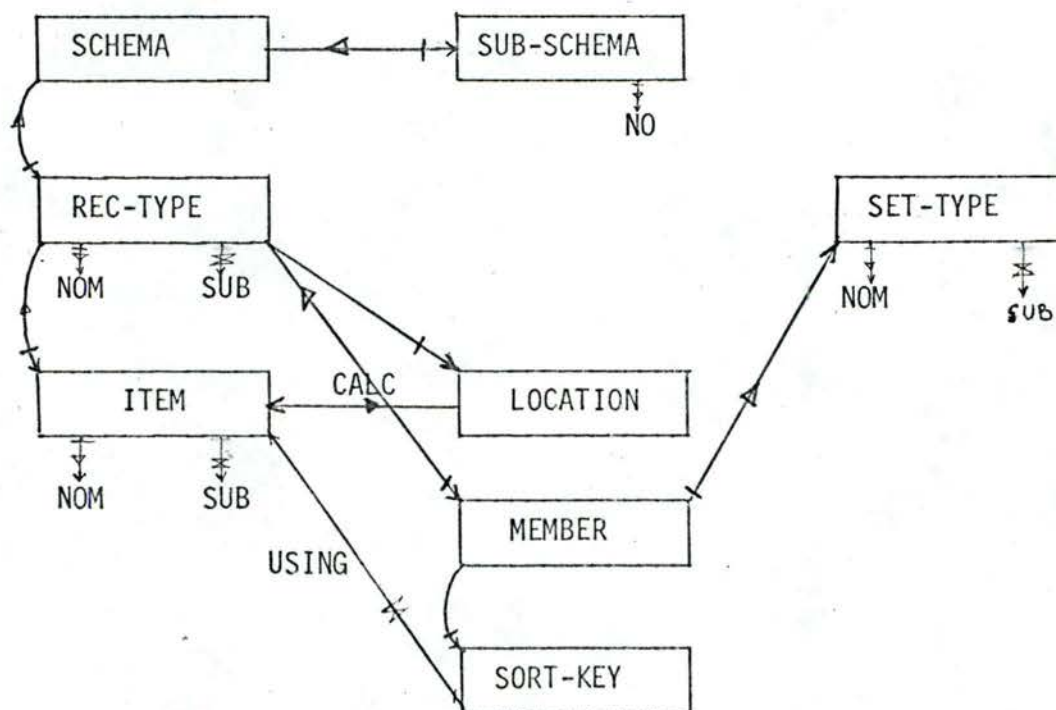 SCHEMA
SUB-SCHEMA
NO
REC-TYPE
SET-TYPE
NOM
SUB
NOM
SUB
ITEM
CALC
LOCATION
NOM
SUB
MEMBER
USING
SORT-KEY